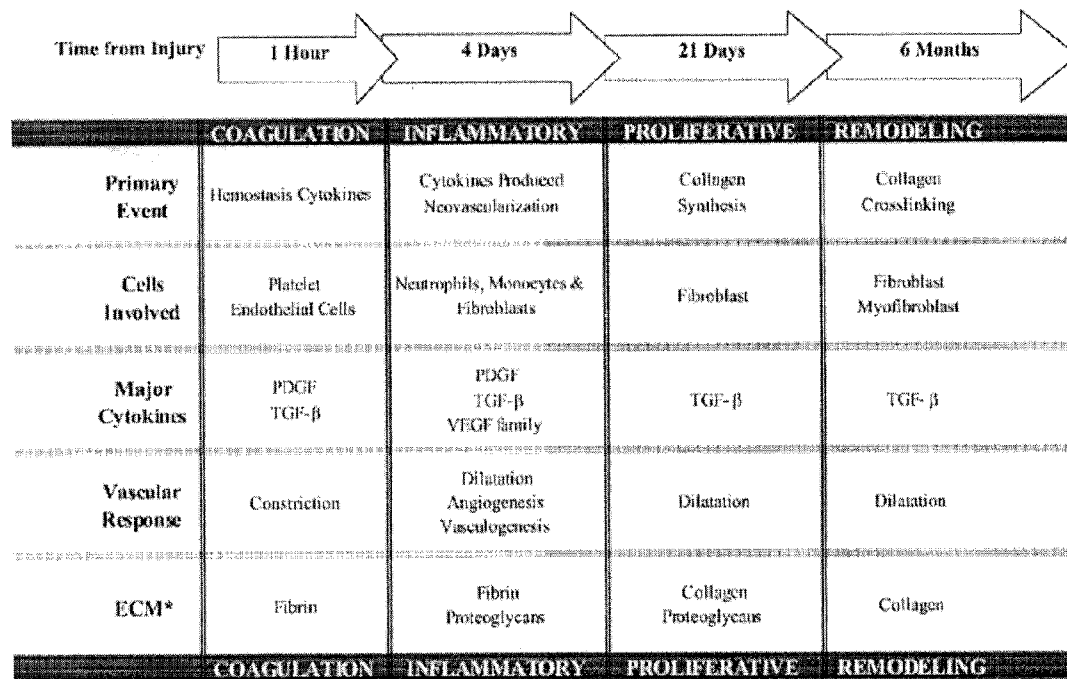 Time from Injury 1 Hour 4 Days 21 Days 6 Months
COAGULATION INFLAMMATORY PROLIFERATIVE REMODELING
Primary Event
Hemostasis Cytokines
Cytokines Produced
Neovascularization
Collagen
Synthesis
Collagen
Crosslinking
Cells
Involved
Platelet
Endothelial Cells
Neutrophils, Monocytes &
Fibroblasts
Fibroblast
Fibroblast
Myofibroblast
Major
Cytokines
PDGF
TGF-β
PDGF
TGF-β
VEGF family
TGF-β
TGF- β
Vascular
Response
Constriction
Dilatation
Angiogenesis
Vasculogenesis
Dilatation
Dilatation
ECM*
Fibrin
Fibrin
Proteoglycans
Collagen
Proteoglycans
Collagen
COAGULATION INFLAMMATORY PROLIFERATIVE REMODELING